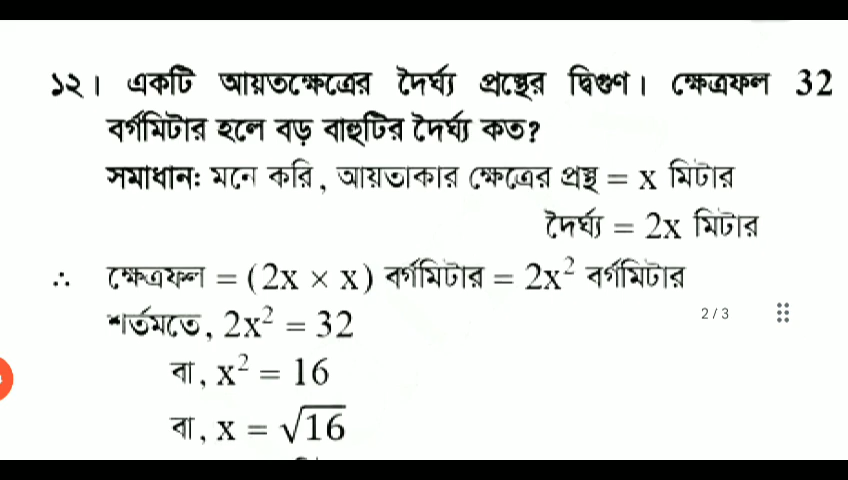 ১২। একটি আয়তক্ষেত্রের দৈর্ঘ্য প্রস্থের দ্বিগুণ। ক্ষেত্রফল 32
বর্গমিটার হলে বড় বাহুটির দৈর্ঘ্য কত?
সমাধানঃ মনে করি, আয়তাকার ক্ষেত্রের প্রস্থ = x মিটার
দৈর্ঘ্য = 2x মিটার
∴ ক্ষেত্রফল = (2x × x) বর্গমিটার = 2x² বর্গমিটার
শর্তমতে, 2x² = 32
2 / 3
বা, x² = 16
বা, x = √16